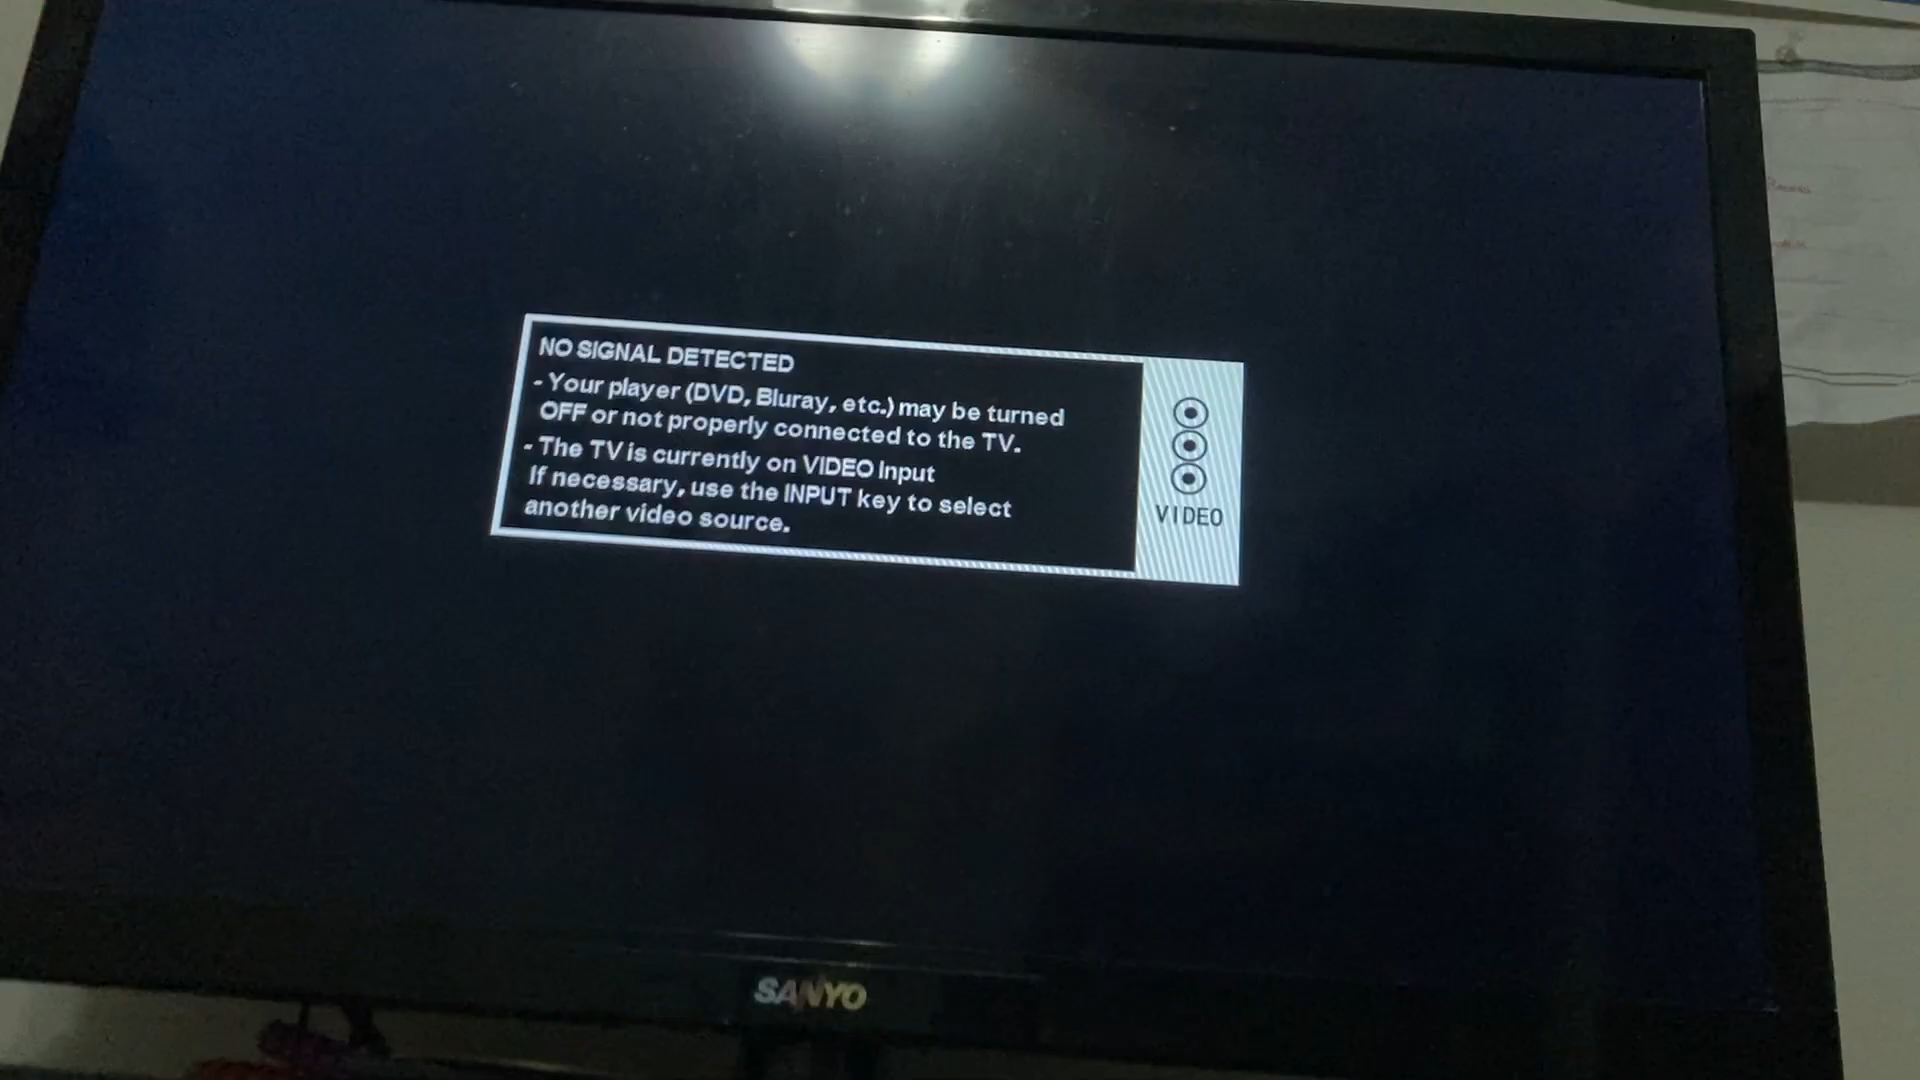 NO SIGNAL DETECTED
- Your player (DVD, Bluray, etc.) may be turned
OFF or not properly connected to the TV.
- The TV is currently on VIDEO Input
If necessary, use the INPUT key to select
another video source.
VIDEO
SANYO